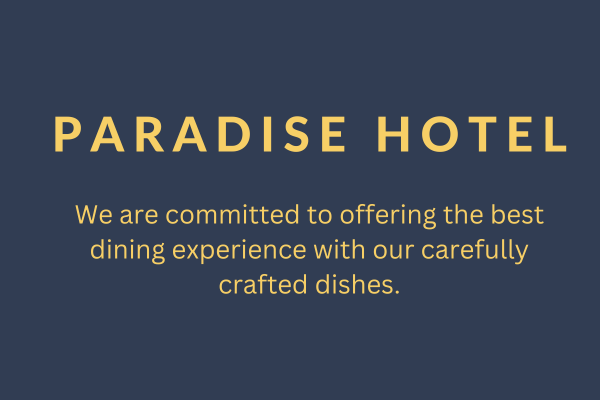 PARADISE HOTEL
We are committed to offering the best
dining experience with our carefully
crafted dishes.